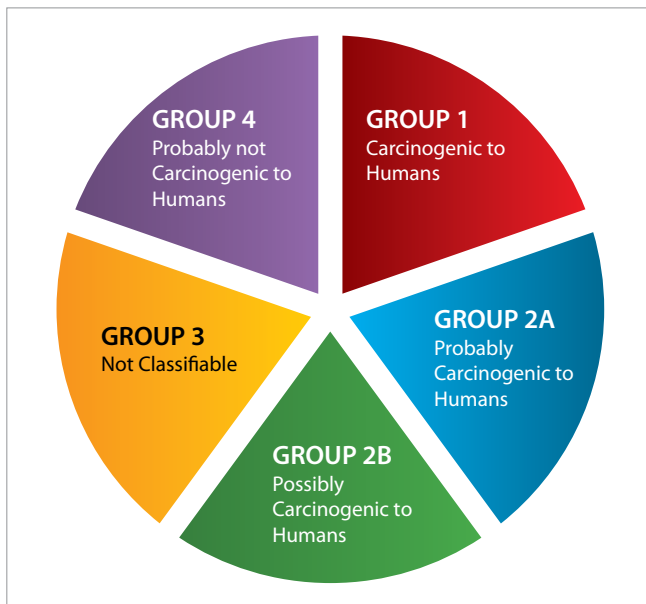 GROUP 4
Probably not
Carcinogenic to
Humans
GROUP 1
Carcinogenic to
Humans
GROUP 2A
Probably
Carcinogenic to
Humans
GROUP 3
Not Classifiable
GROUP 2B
Possibly
Carcinogenic to
Humans